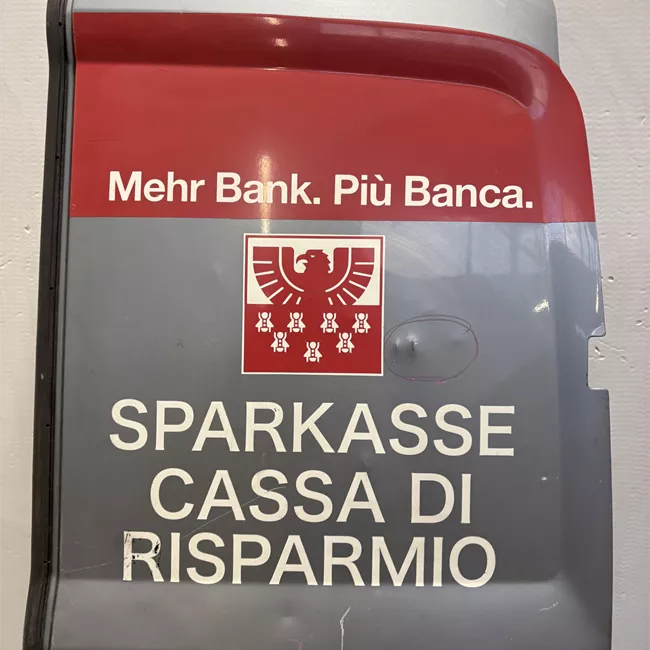 Mehr Bank. Più Banca.
SPARKASSE
CASSA DI
RISPARMIO